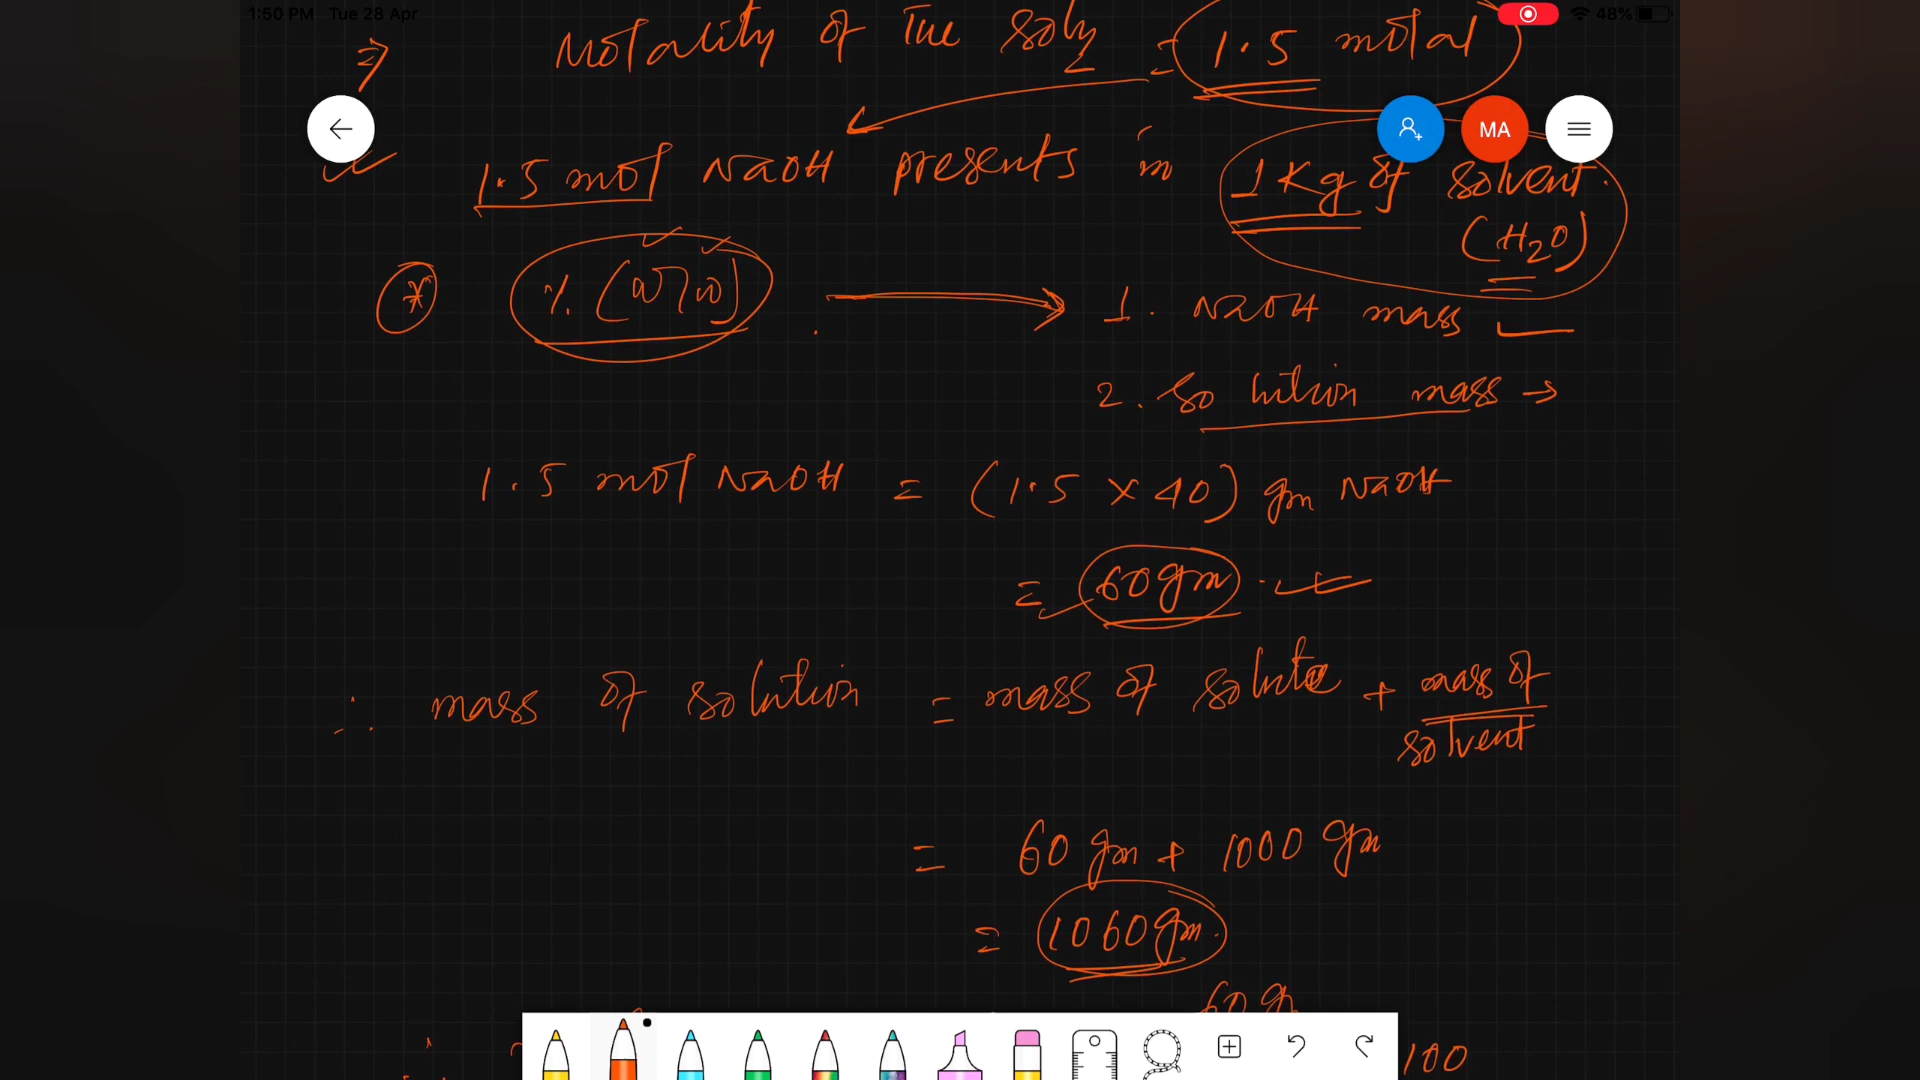 1:50 PM Tue 28 Apr 48%
⇒ Molality of the sol⁠n = 1.5 molal
MA
1.5 mol NaOH presents in 1 Kg of solvent.
(H2O)
* % (w/w) → 1. NaOH mass
2. Solution mass →
1.5 mol NaOH = (1.5 × 40) gm NaOH
= 60 gm.
∴ mass of solution = mass of solute + mass of
solvent
= 60 gm + 1000 gm
= 1060 gm.
60 g
100